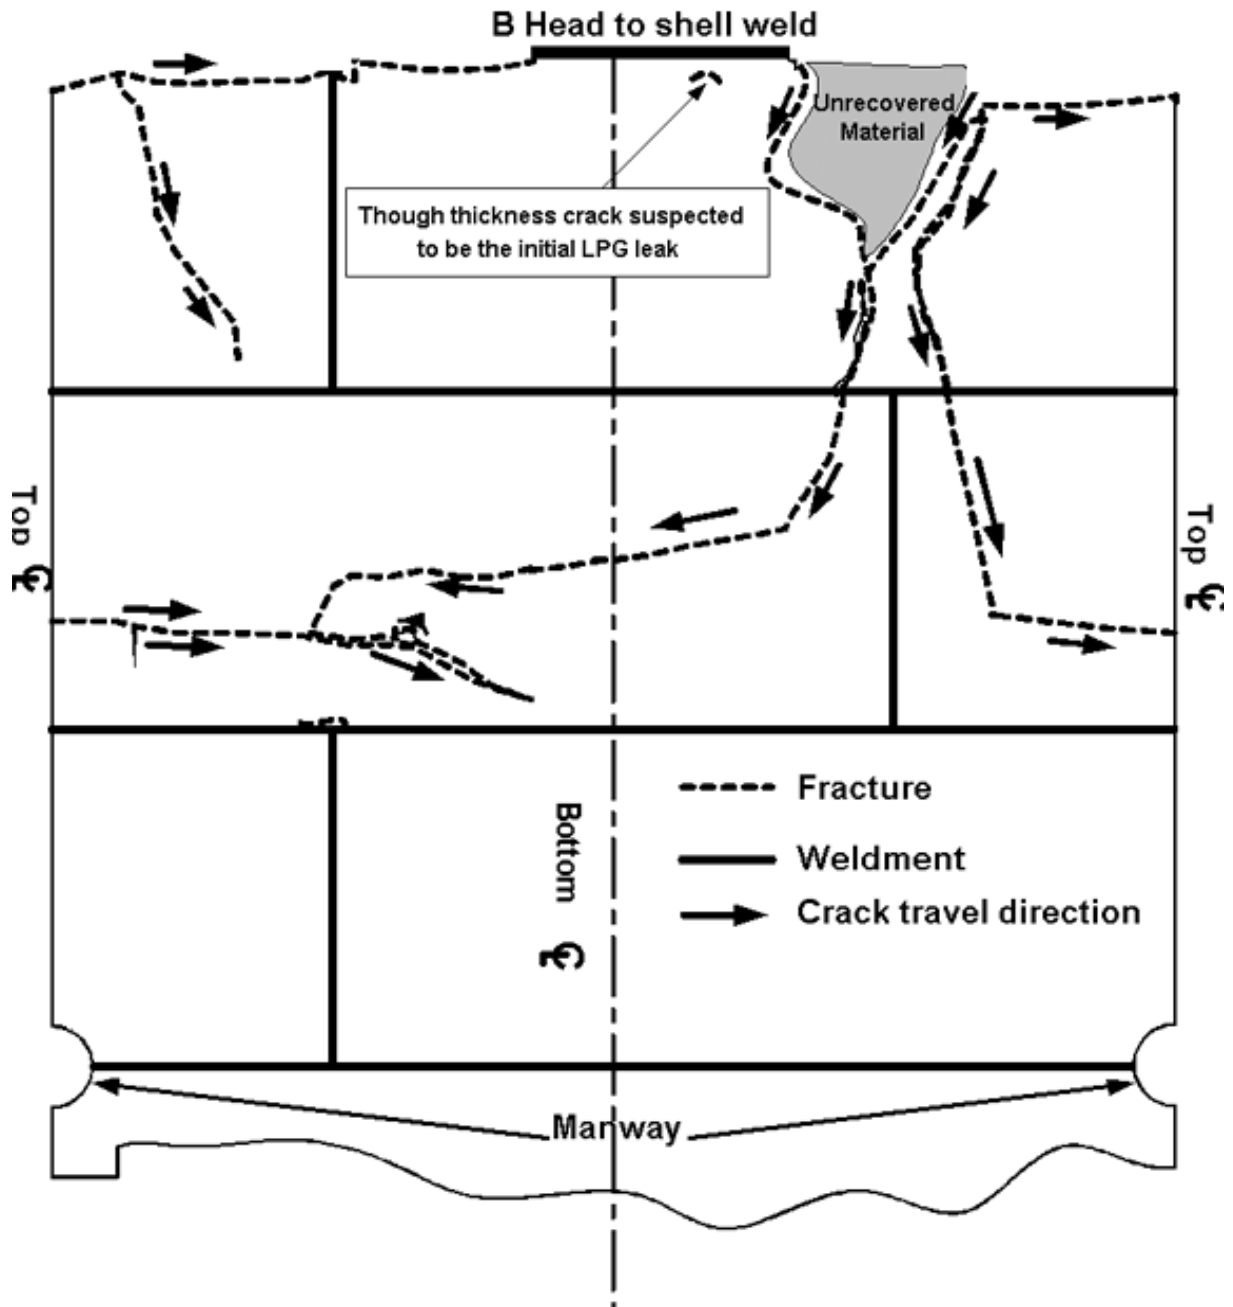 B Head to shell weld
Unrecovered
Material
Though thickness crack suspected
to be the initial LPG leak
Top
℄
Top
℄
Fracture
Weldment
Crack travel direction
Bottom
℄
Manway